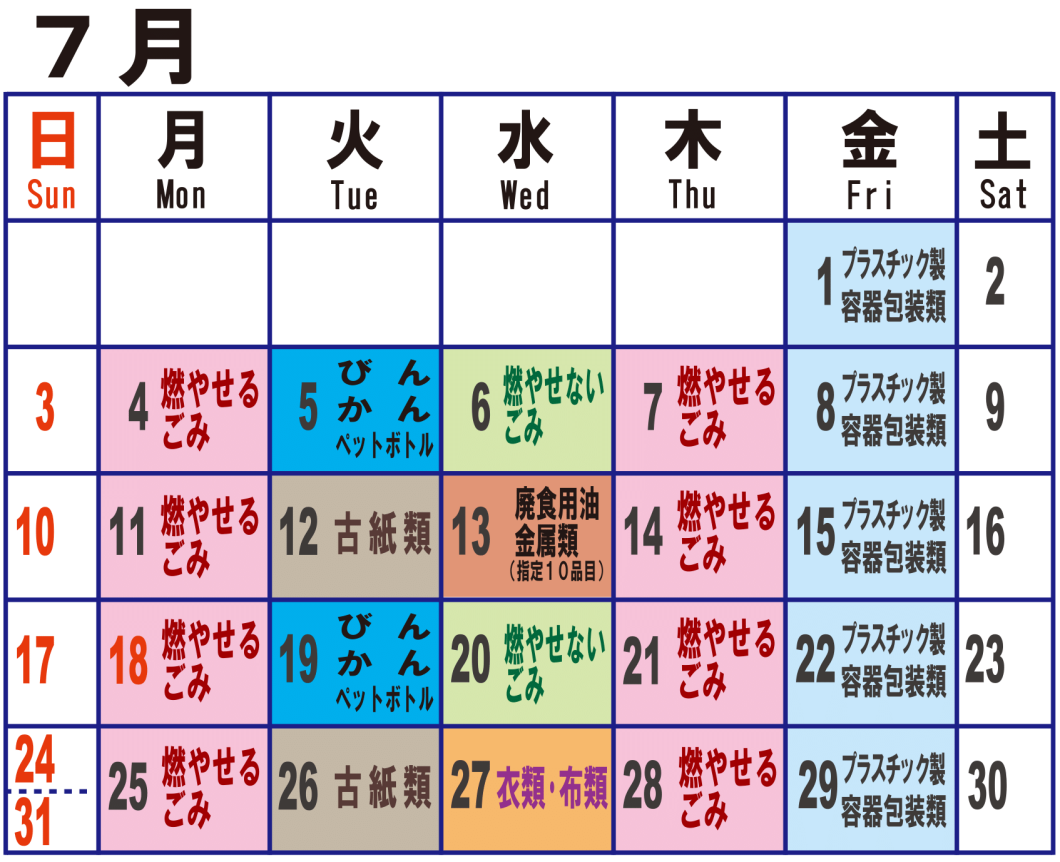 7月
日 月 火 水 木 金 土
Sun Mon Tue Wed Thu Fri Sat
1 プラスチック製
容器包装類
2
3
4 燃やせる
ごみ
5 びん
かん
ペットボトル
6 燃やせない
ごみ
7 燃やせる
ごみ
8 プラスチック製
容器包装類
9
10
11 燃やせる
ごみ
12 古紙類
13 廃食用油
金属類
(指定10品目)
14 燃やせる
ごみ
15 プラスチック製
容器包装類
16
17
18 燃やせる
ごみ
19 びん
かん
ペットボトル
20 燃やせない
ごみ
21 燃やせる
ごみ
22 プラスチック製
容器包装類
23
24
31
25 燃やせる
ごみ
26 古紙類
27 衣類・布類
28 燃やせる
ごみ
29 プラスチック製
容器包装類
30